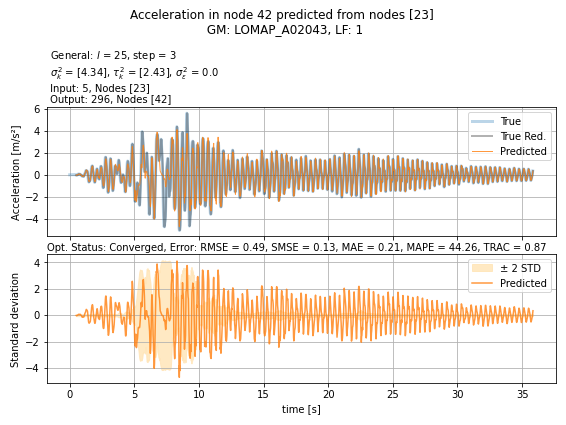 Acceleration in node 42 predicted from nodes [23]
GM: LOMAP_A02043, LF: 1
General: l = 25, step = 3
σ²ₖ = [4.34], τ²ₖ = [2.43], σ²ε = 0.0
Input: 5, Nodes [23]
Output: 296, Nodes [42]
Acceleration [m/s²]
6
4
2
0
−2
−4
True
True Red.
Predicted
Opt. Status: Converged, Error: RMSE = 0.49, SMSE = 0.13, MAE = 0.21, MAPE = 44.26, TRAC = 0.87
Standard deviation
4
2
0
−2
−4
± 2 STD
Predicted
0 5 10 15 20 25 30 35
time [s]